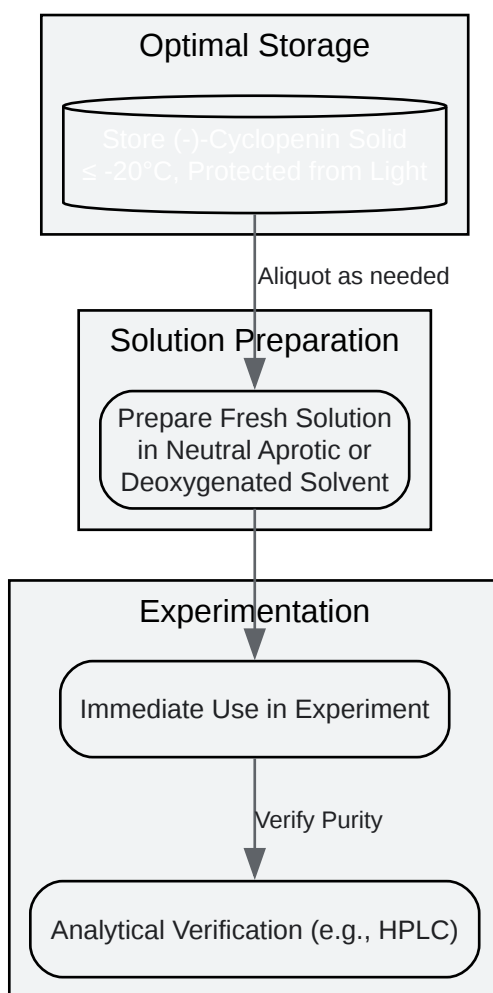 Optimal Storage
Store (-)-Cyclopenin Solid
≤ -20°C, Protected from Light
Aliquot as needed
Solution Preparation
Prepare Fresh Solution
in Neutral Aprotic or
Deoxygenated Solvent
Experimentation
Immediate Use in Experiment
Verify Purity
Analytical Verification (e.g., HPLC)